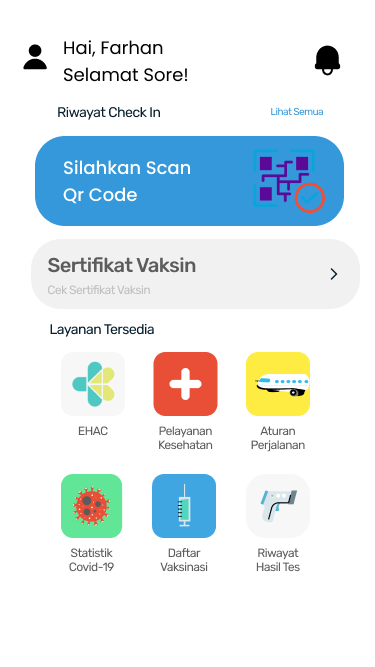 Hai, Farhan
Selamat Sore!
Riwayat Check In
Lihat Semua
Silahkan Scan
Qr Code
Sertifikat Vaksin
Cek Sertifikat Vaksin
Layanan Tersedia
EHAC
Pelayanan
Kesehatan
Aturan
Perjalanan
Statistik
Covid-19
Daftar
Vaksinasi
Riwayat
Hasil Tes